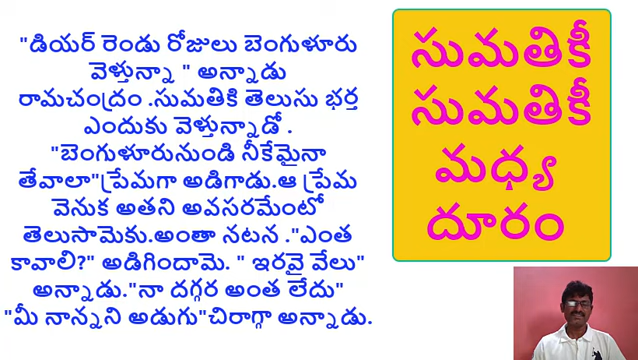 "డియర్ రెండు రోజులు బెంగుళూరు
వెళ్తున్నా " అన్నాడు
రామచంద్రం .సుమతికి తెలుసు భర్త
ఎందుకు వెళ్తున్నాడో .
"బెంగుళూరునుండి నీకేమైనా
తేవాలా"ప్రేమగా అడిగాడు.ఆ ప్రేమ
వెనుక అతని అవసరమేంటో
తెలుసామెకు.అంతా నటన ."ఎంత
కావాలి?" అడిగిందామె. " ఇరవై వేలు"
అన్నాడు."నా దగ్గర అంత లేదు"
"మీ నాన్నని అడుగు"చిరాగ్గా అన్నాడు.
సుమతికీ
సుమతికీ
మధ్య
దూరం